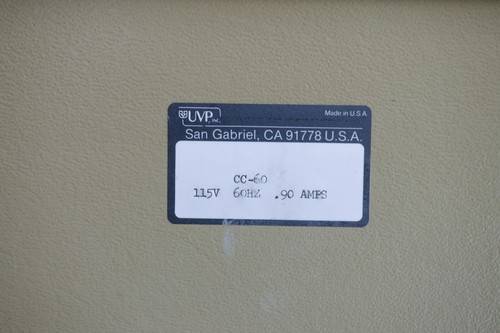 UVP, INC.
Made in U.S.A.
San Gabriel, CA 91778 U.S.A.
CC-60
115V 60HZ .90 AMPS